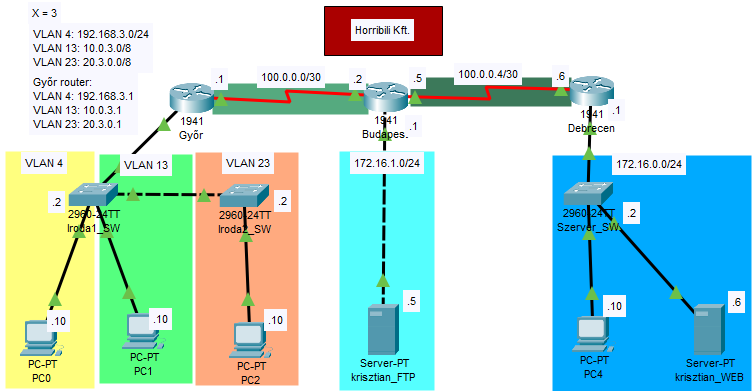 X = 3
VLAN 4: 192.168.3.0/24
VLAN 13: 10.0.3.0/8
VLAN 23: 20.3.0.0/8
Győr router:
VLAN 4: 192.168.3.1
VLAN 13: 10.0.3.1
VLAN 23: 20.3.0.1
Horribili Kft.
.1
100.0.0.0/30
.2
.5
100.0.0.4/30
.6
1941
Győr
1941
Budapes.
.1
1941
Debrecen
.1
VLAN 4
VLAN 13
VLAN 23
172.16.1.0/24
172.16.0.0/24
.2
2960-24TT
Iroda1_SW
2960-24TT
Iroda2_SW
.2
2960-24TT
Szerver_SW
.2
.10
PC-PT
PC0
.10
PC-PT
PC1
.10
PC-PT
PC2
.5
Server-PT
krisztian_FTP
.10
PC-PT
PC4
.6
Server-PT
krisztian_WEB